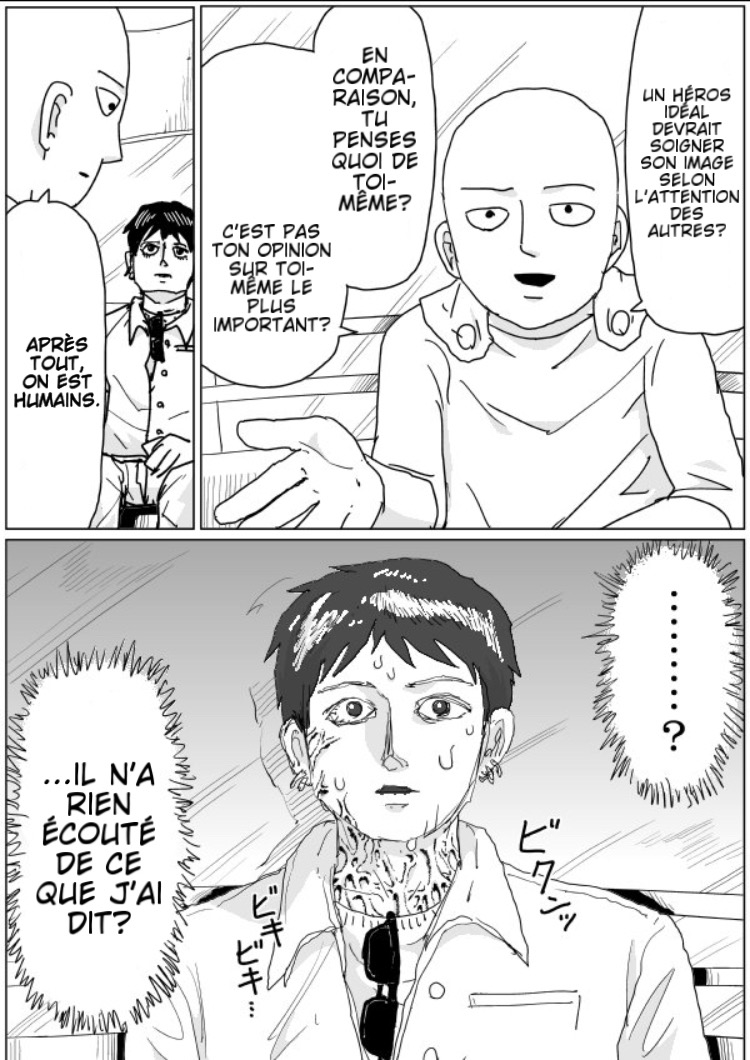 UN HÉROS
IDÉAL
DEVRAIT
SOIGNER
SON IMAGE
SELON
L'ATTENTION
DES
AUTRES?
EN
COMPA-
RAISON,
TU
PENSES
QUOI DE
TOI-
MÊME?
C'EST PAS
TON OPINION
SUR TOI-
MÊME LE
PLUS
IMPORTANT?
APRÈS
TOUT,
ON EST
HUMAINS.
..........?
...IL N'A
RIEN
ÉCOUTÉ
DE CE
QUE J'AI
DIT?
ビクンッ
ビキ
ビキ...